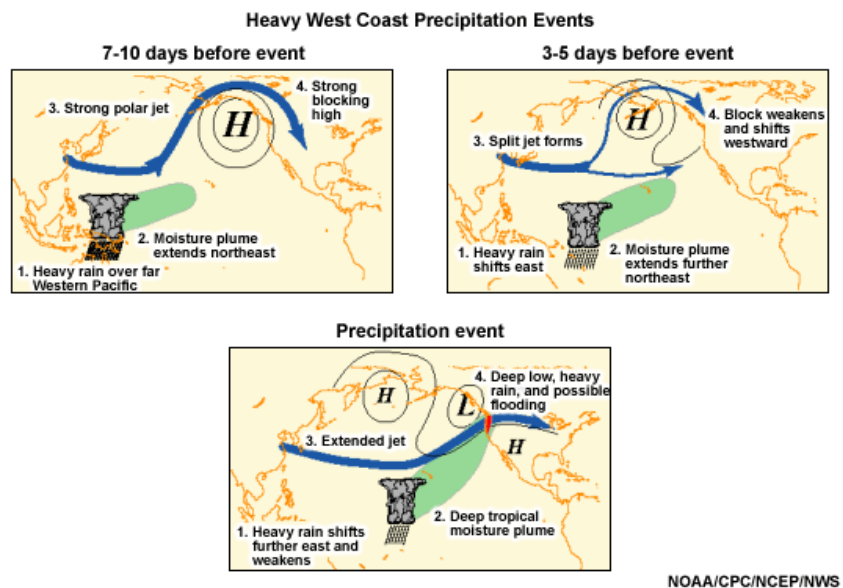 Heavy West Coast Precipitation Events
7-10 days before event
4. Strong
blocking
high
3. Strong polar jet
H
2. Moisture plume
extends northeast
1. Heavy rain over far
Western Pacific
3-5 days before event
H
4. Block weakens
and shifts
westward
3. Split jet forms
1. Heavy rain
shifts east
2. Moisture plume
extends further
northeast
Precipitation event
4. Deep low, heavy
rain, and possible
flooding
H
L
3. Extended jet
H
2. Deep tropical
moisture plume
1. Heavy rain shifts
further east and
weakens
NOAA/CPC/NCEP/NWS